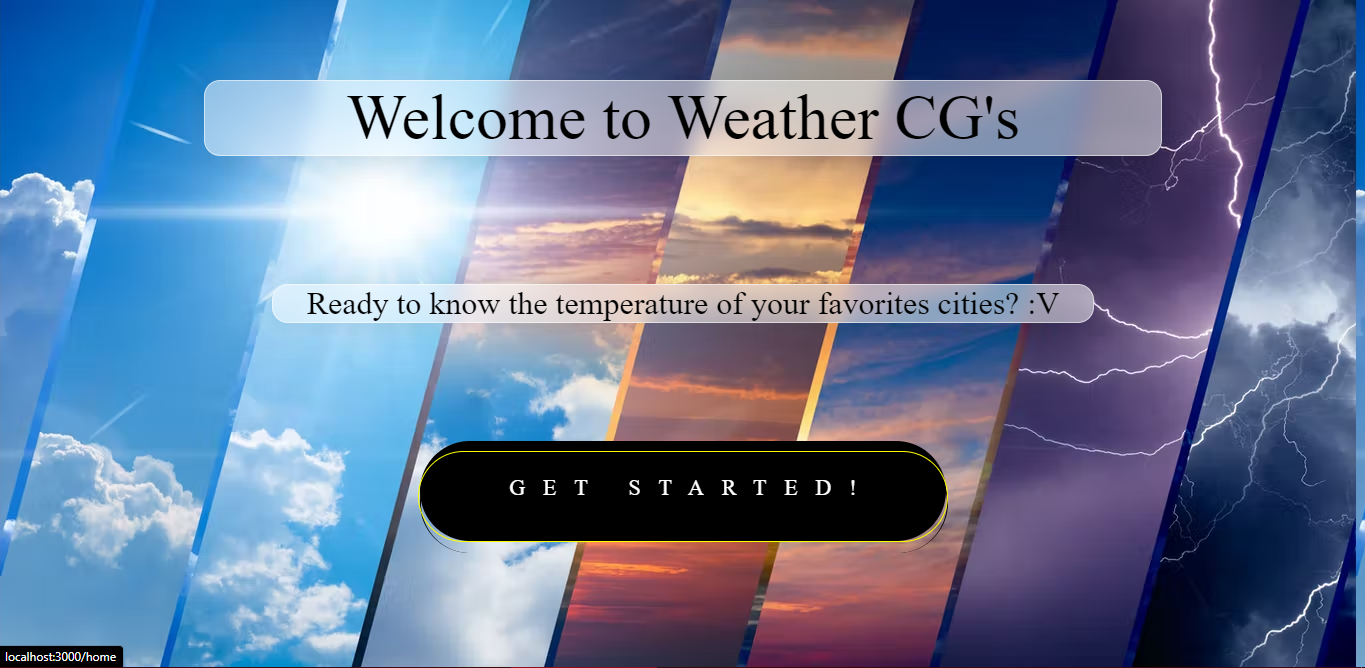 Welcome to Weather CG's
Ready to know the temperature of your favorites cities? :V
GET STARTED!
localhost:3000/home